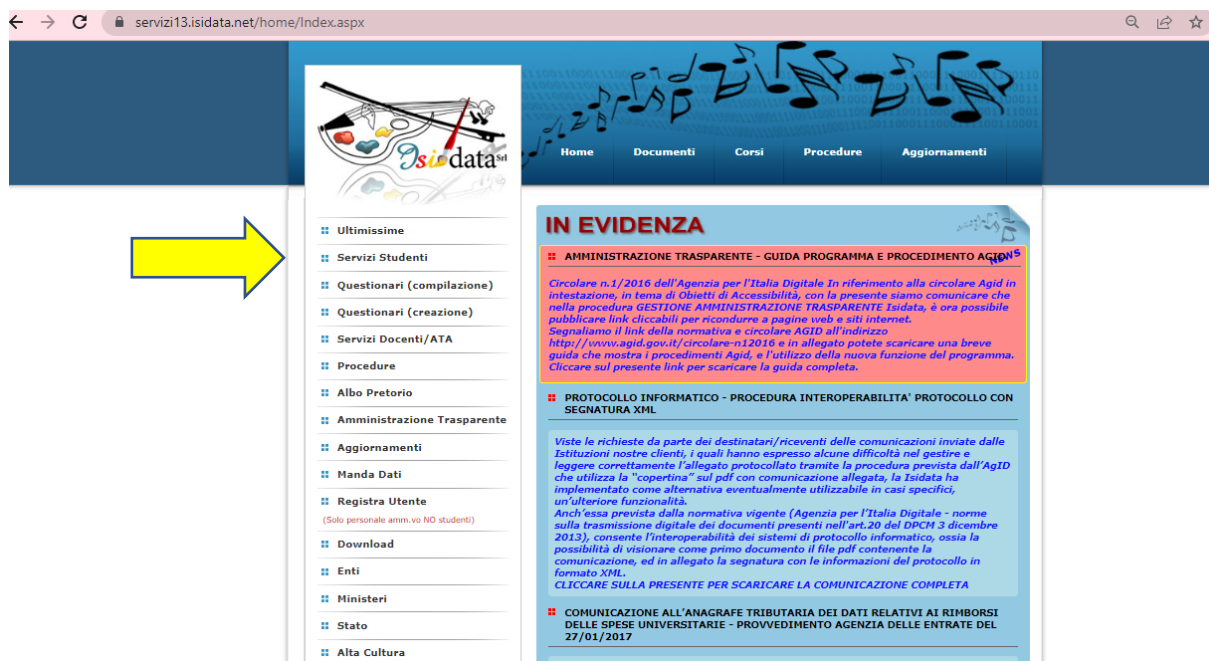 servizi13.isidata.net/home/Index.aspx
Isidata Srl
Home Documenti Corsi Procedure Aggiornamenti
Ultimissime
Servizi Studenti
Questionari (compilazione)
Questionari (creazione)
Servizi Docenti/ATA
Procedure
Albo Pretorio
Amministrazione Trasparente
Aggiornamenti
Manda Dati
Registra Utente
(Solo personale amm.vo NO studenti)
Download
Enti
Ministeri
Stato
Alta Cultura
IN EVIDENZA
AMMINISTRAZIONE TRASPARENTE - GUIDA PROGRAMMA E PROCEDIMENTO AGID
NEWS
Circolare n.1/2016 dell'Agenzia per l'Italia Digitale In riferimento alla circolare Agid in
intestazione, in tema di Obietti di Accessibilità, con la presente siamo comunicare che
nella procedura GESTIONE AMMINISTRAZIONE TRASPARENTE Isidata, è ora possibile
pubblicare link cliccabili per ricondurre a pagine web e siti internet.
Segnaliamo il link della normativa e circolare AGID all'indirizzo
http://www.agid.gov.it/circolare-n12016 e in allegato potete scaricare una breve
guida che mostra i procedimenti Agid, e l'utilizzo della nuova funzione del programma.
Cliccare sul presente link per scaricare la guida completa.
PROTOCOLLO INFORMATICO - PROCEDURA INTEROPERABILITA' PROTOCOLLO CON
SEGNATURA XML
Viste le richieste da parte dei destinatari/riceventi delle comunicazioni inviate dalle
Istituzioni nostre clienti, i quali hanno espresso alcune difficoltà nel gestire e
leggere correttamente l'allegato protocollato tramite la procedura prevista dall'AgID
che utilizza la "copertina" sul pdf con comunicazione allegata, la Isidata ha
implementato come alternativa eventualmente utilizzabile in casi specifici,
un'ulteriore funzionalità.
Anch'essa prevista dalla normativa vigente (Agenzia per l'Italia Digitale - norme
sulla trasmissione digitale dei documenti presenti nell'art.20 del DPCM 3 dicembre
2013), consente l'interoperabilità dei sistemi di protocollo informatico, ossia la
possibilità di visionare come primo documento il file pdf contenente la
comunicazione, ed in allegato la segnatura con le informazioni del protocollo in
formato XML.
CLICCARE SULLA PRESENTE PER SCARICARE LA COMUNICAZIONE COMPLETA
COMUNICAZIONE ALL'ANAGRAFE TRIBUTARIA DEI DATI RELATIVI AI RIMBORSI
DELLE SPESE UNIVERSITARIE - PROVVEDIMENTO AGENZIA DELLE ENTRATE DEL
27/01/2017